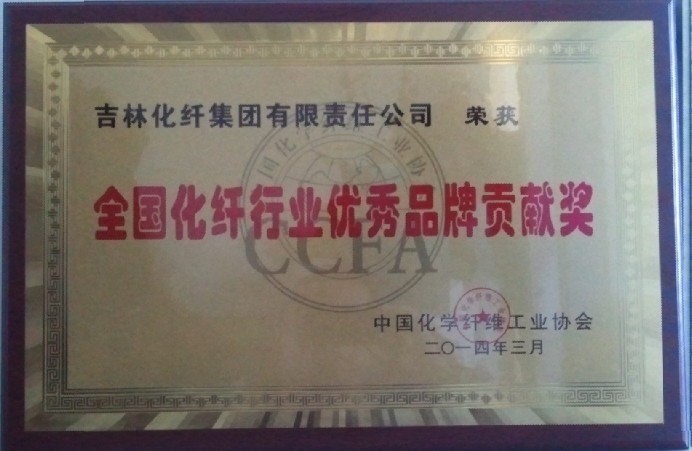 吉林化纤集团有限责任公司 荣获
全国化纤行业优秀品牌贡献奖
CCFA
中国化学纤维工业协会
二〇一四年三月